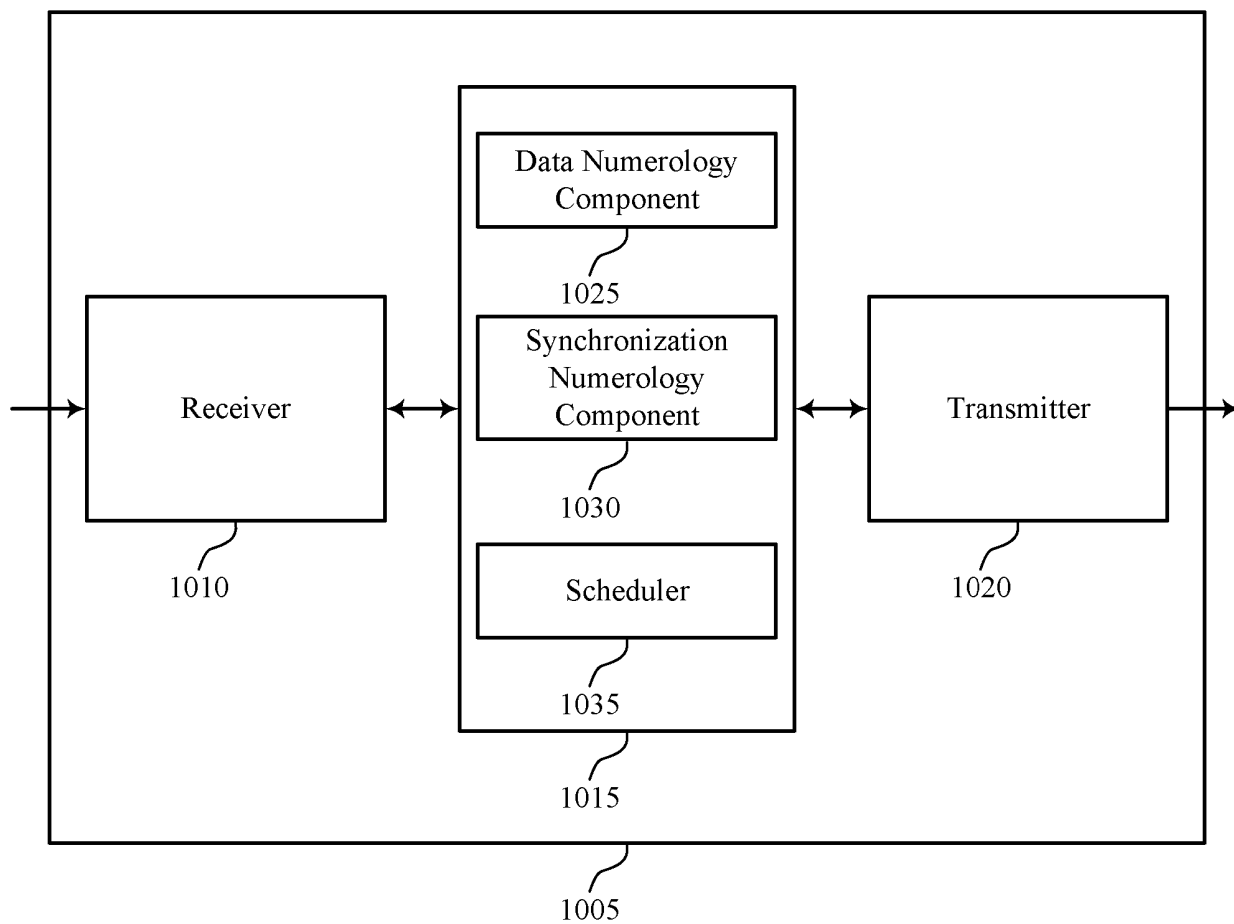 Data Numerology
Component
1025
Synchronization
Numerology
Component
1030
Receiver
1010
Transmitter
1020
Scheduler
1035
1015
1005